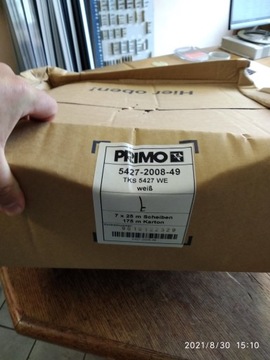 Hier oben!
PRIMO
5427-2008-49
TKS 5427 WE
weiß
7 x 25 m Scheiben
175 m Karton
2021/8/30 15:10